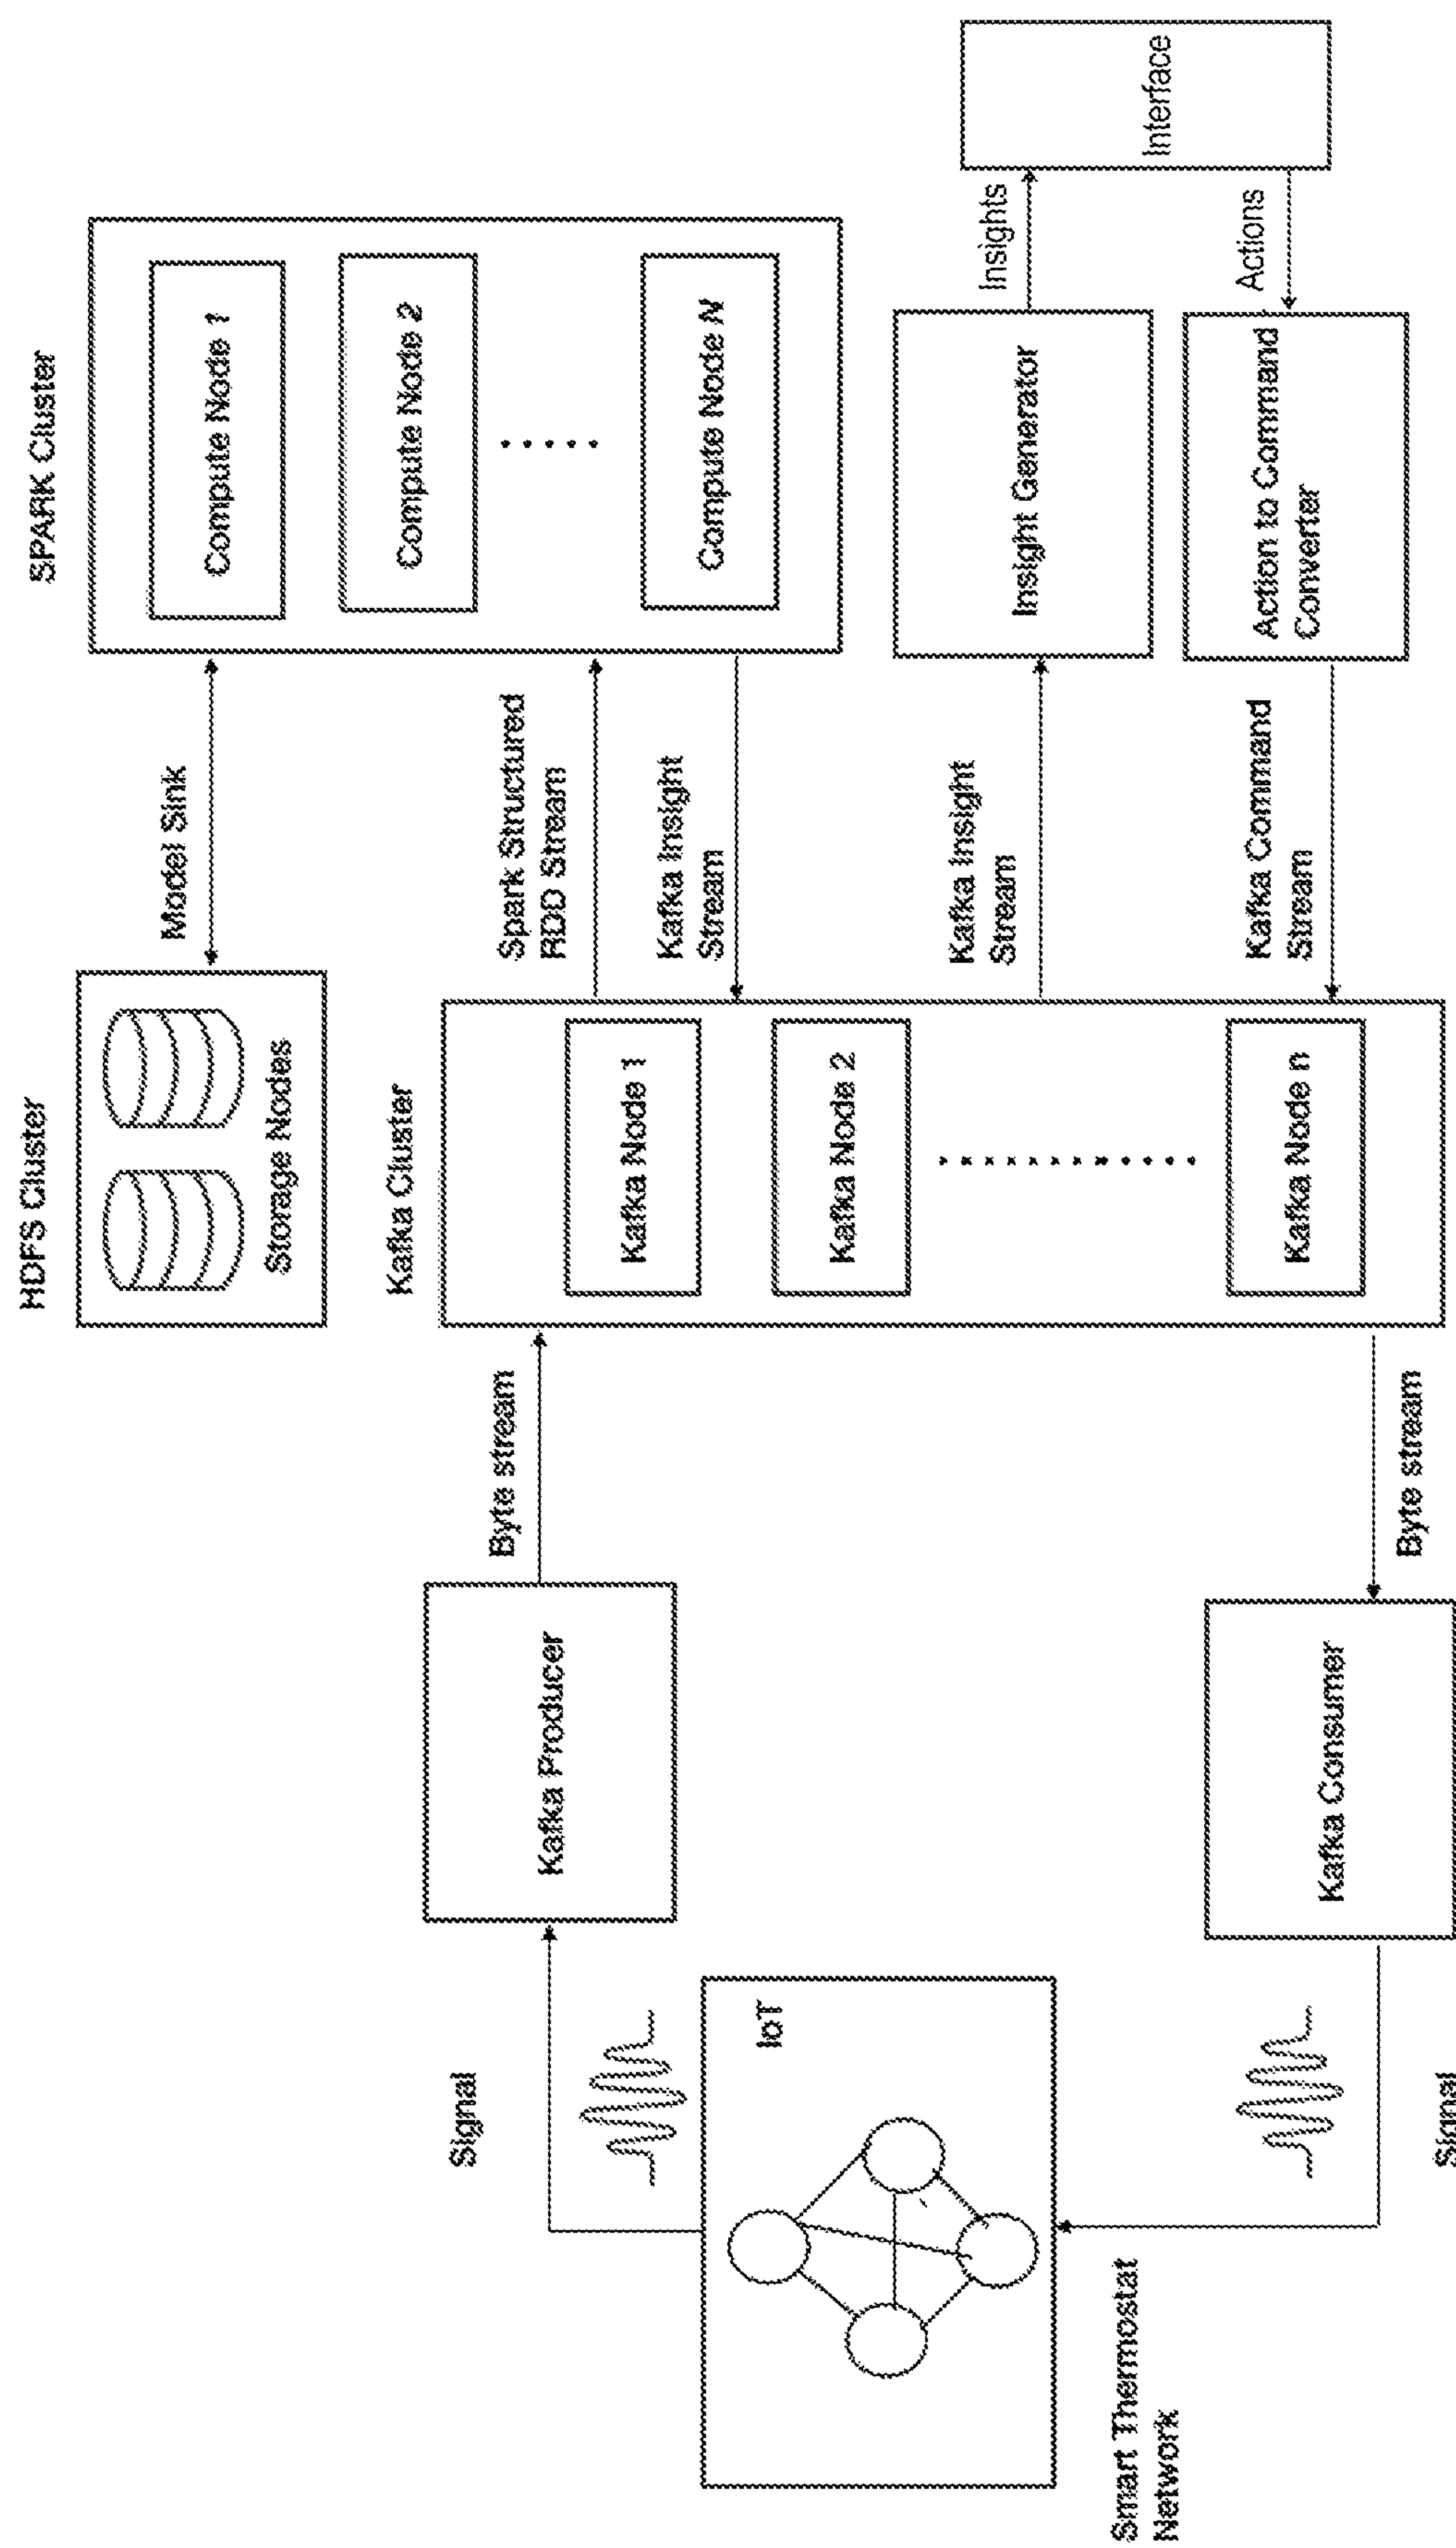 HDFS Cluster
Storage Nodes
Model Sink
SPARK Cluster
Compute Node 1
Compute Node 2
Compute Node N
Signal
Kafka Producer
Byte stream
Kafka Cluster
Kafka Node 1
Kafka Node 2
Kafka Node n
Spark Structured
RDD Stream
Kafka Insight
Stream
IoT
Smart Thermostat
Network
Kafka Insight
Stream
Insight Generator
Insights
Interface
Signal
Kafka Consumer
Byte stream
Kafka Command
Stream
Action to Command
Converter
Actions